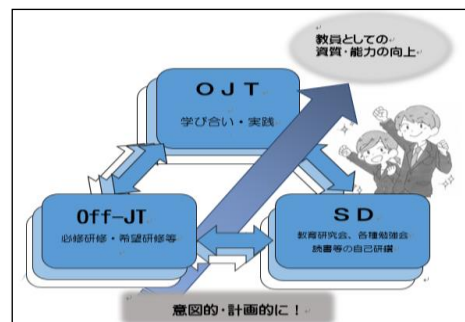 教員としての
資質・能力の向上
OJT
学び合い・実践
Off-JT
必修研修・希望研修等
SD
教育研究会、各種勉強会
読書等の自己研鑽
意図的・計画的に！